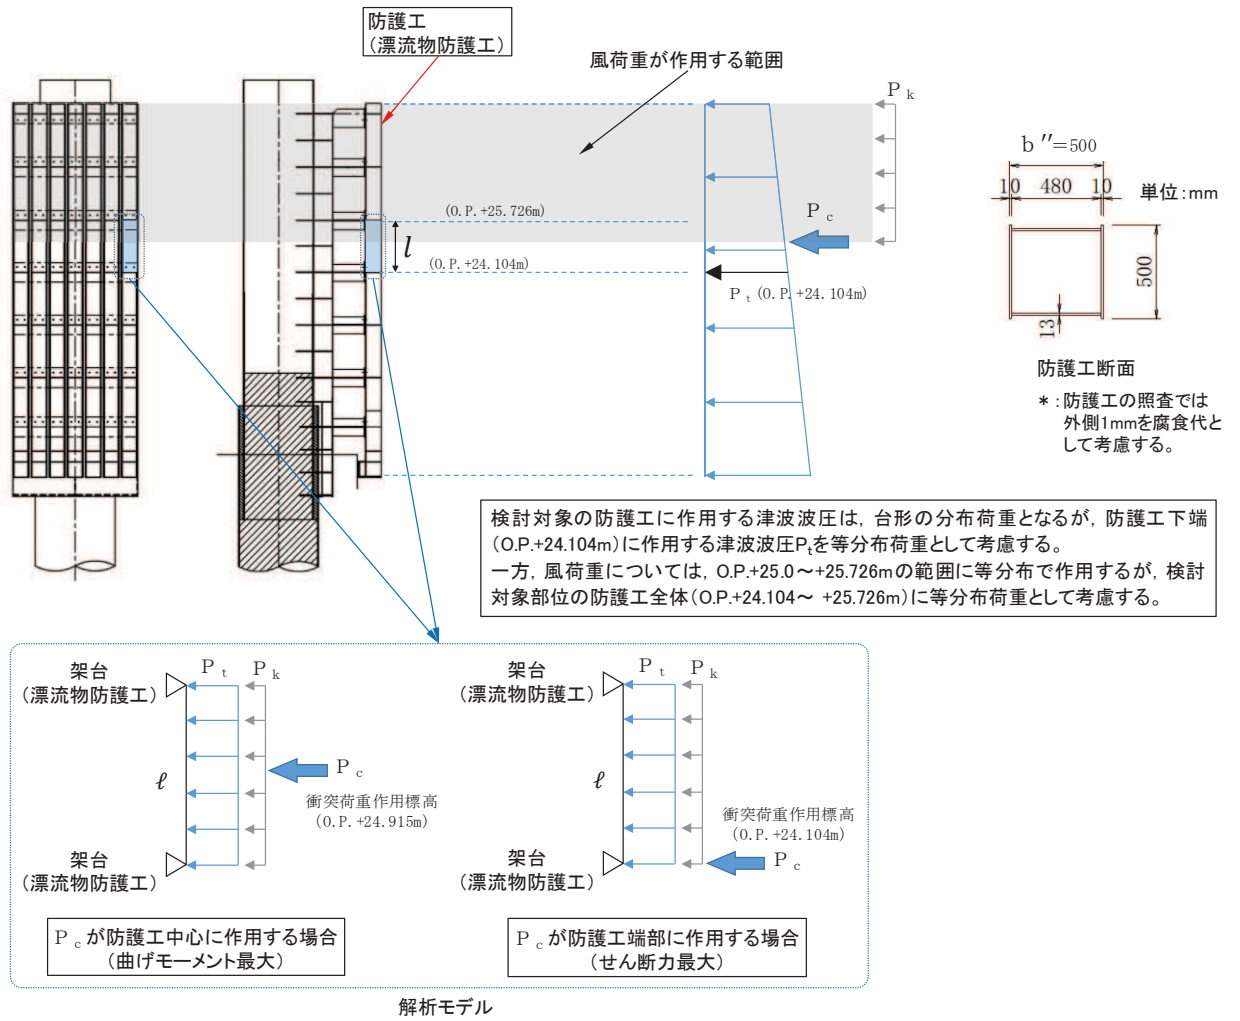 防護工
（漂流物防護工）
風荷重が作用する範囲
P k
b ″=500
10 480 10
単位：mm
P c
(O.P.+25.726m)
l
(O.P.+24.104m)
P t (O.P.+24.104m)
500
13
防護工断面
＊：防護工の照査では
外側1mmを腐食代と
して考慮する。
検討対象の防護工に作用する津波波圧は，台形の分布荷重となるが，防護工下端
（O.P.+24.104m）に作用する津波波圧Ptを等分布荷重として考慮する。
一方，風荷重については，O.P.+25.0～+25.726mの範囲に等分布で作用するが，検討
対象部位の防護工全体（O.P.+24.104～ +25.726m）に等分布荷重として考慮する。
架台
（漂流物防護工）
P t P k
ℓ
P c
衝突荷重作用標高
(O.P.+24.915m)
架台
（漂流物防護工）
P c が防護工中心に作用する場合
（曲げモーメント最大）
架台
（漂流物防護工）
P t P k
ℓ
衝突荷重作用標高
(O.P.+24.104m)
P c
架台
（漂流物防護工）
P c が防護工端部に作用する場合
（せん断力最大）
解析モデル